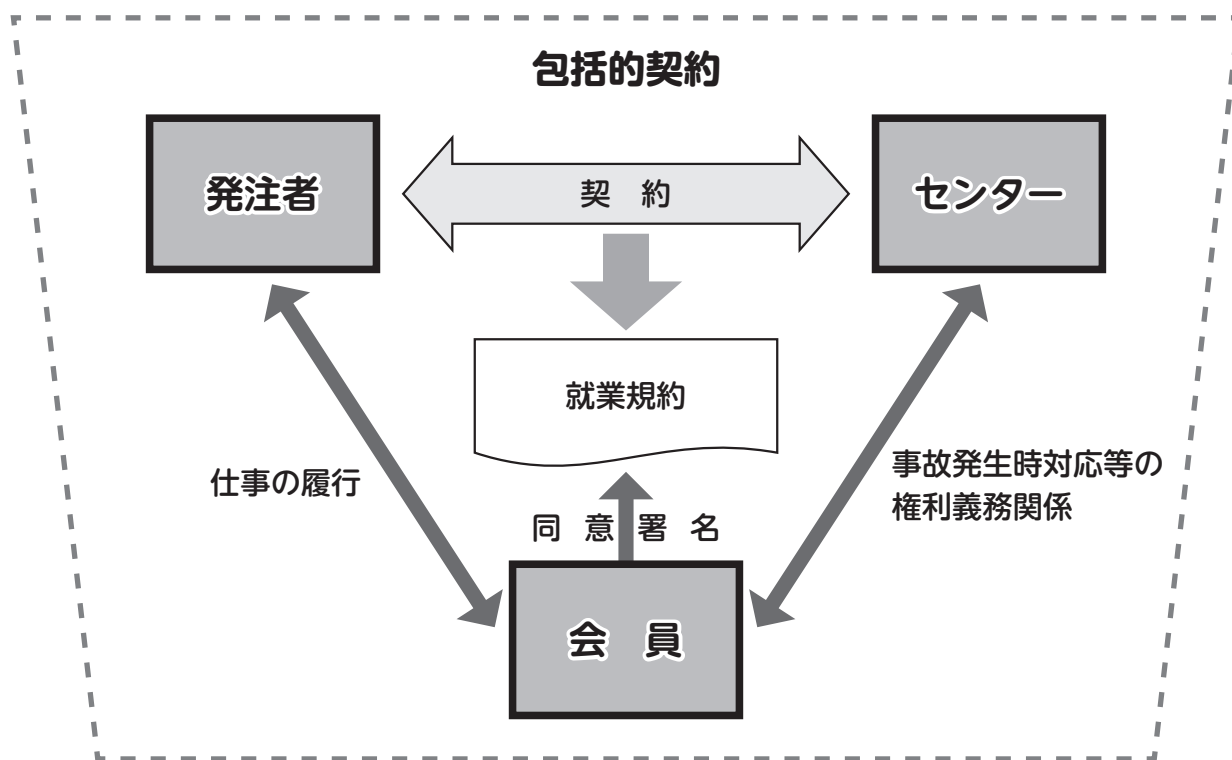 包括的契約
発注者
契　約
センター
就業規約
仕事の履行
事故発生時対応等の
権利義務関係
同 意 署 名
会　員